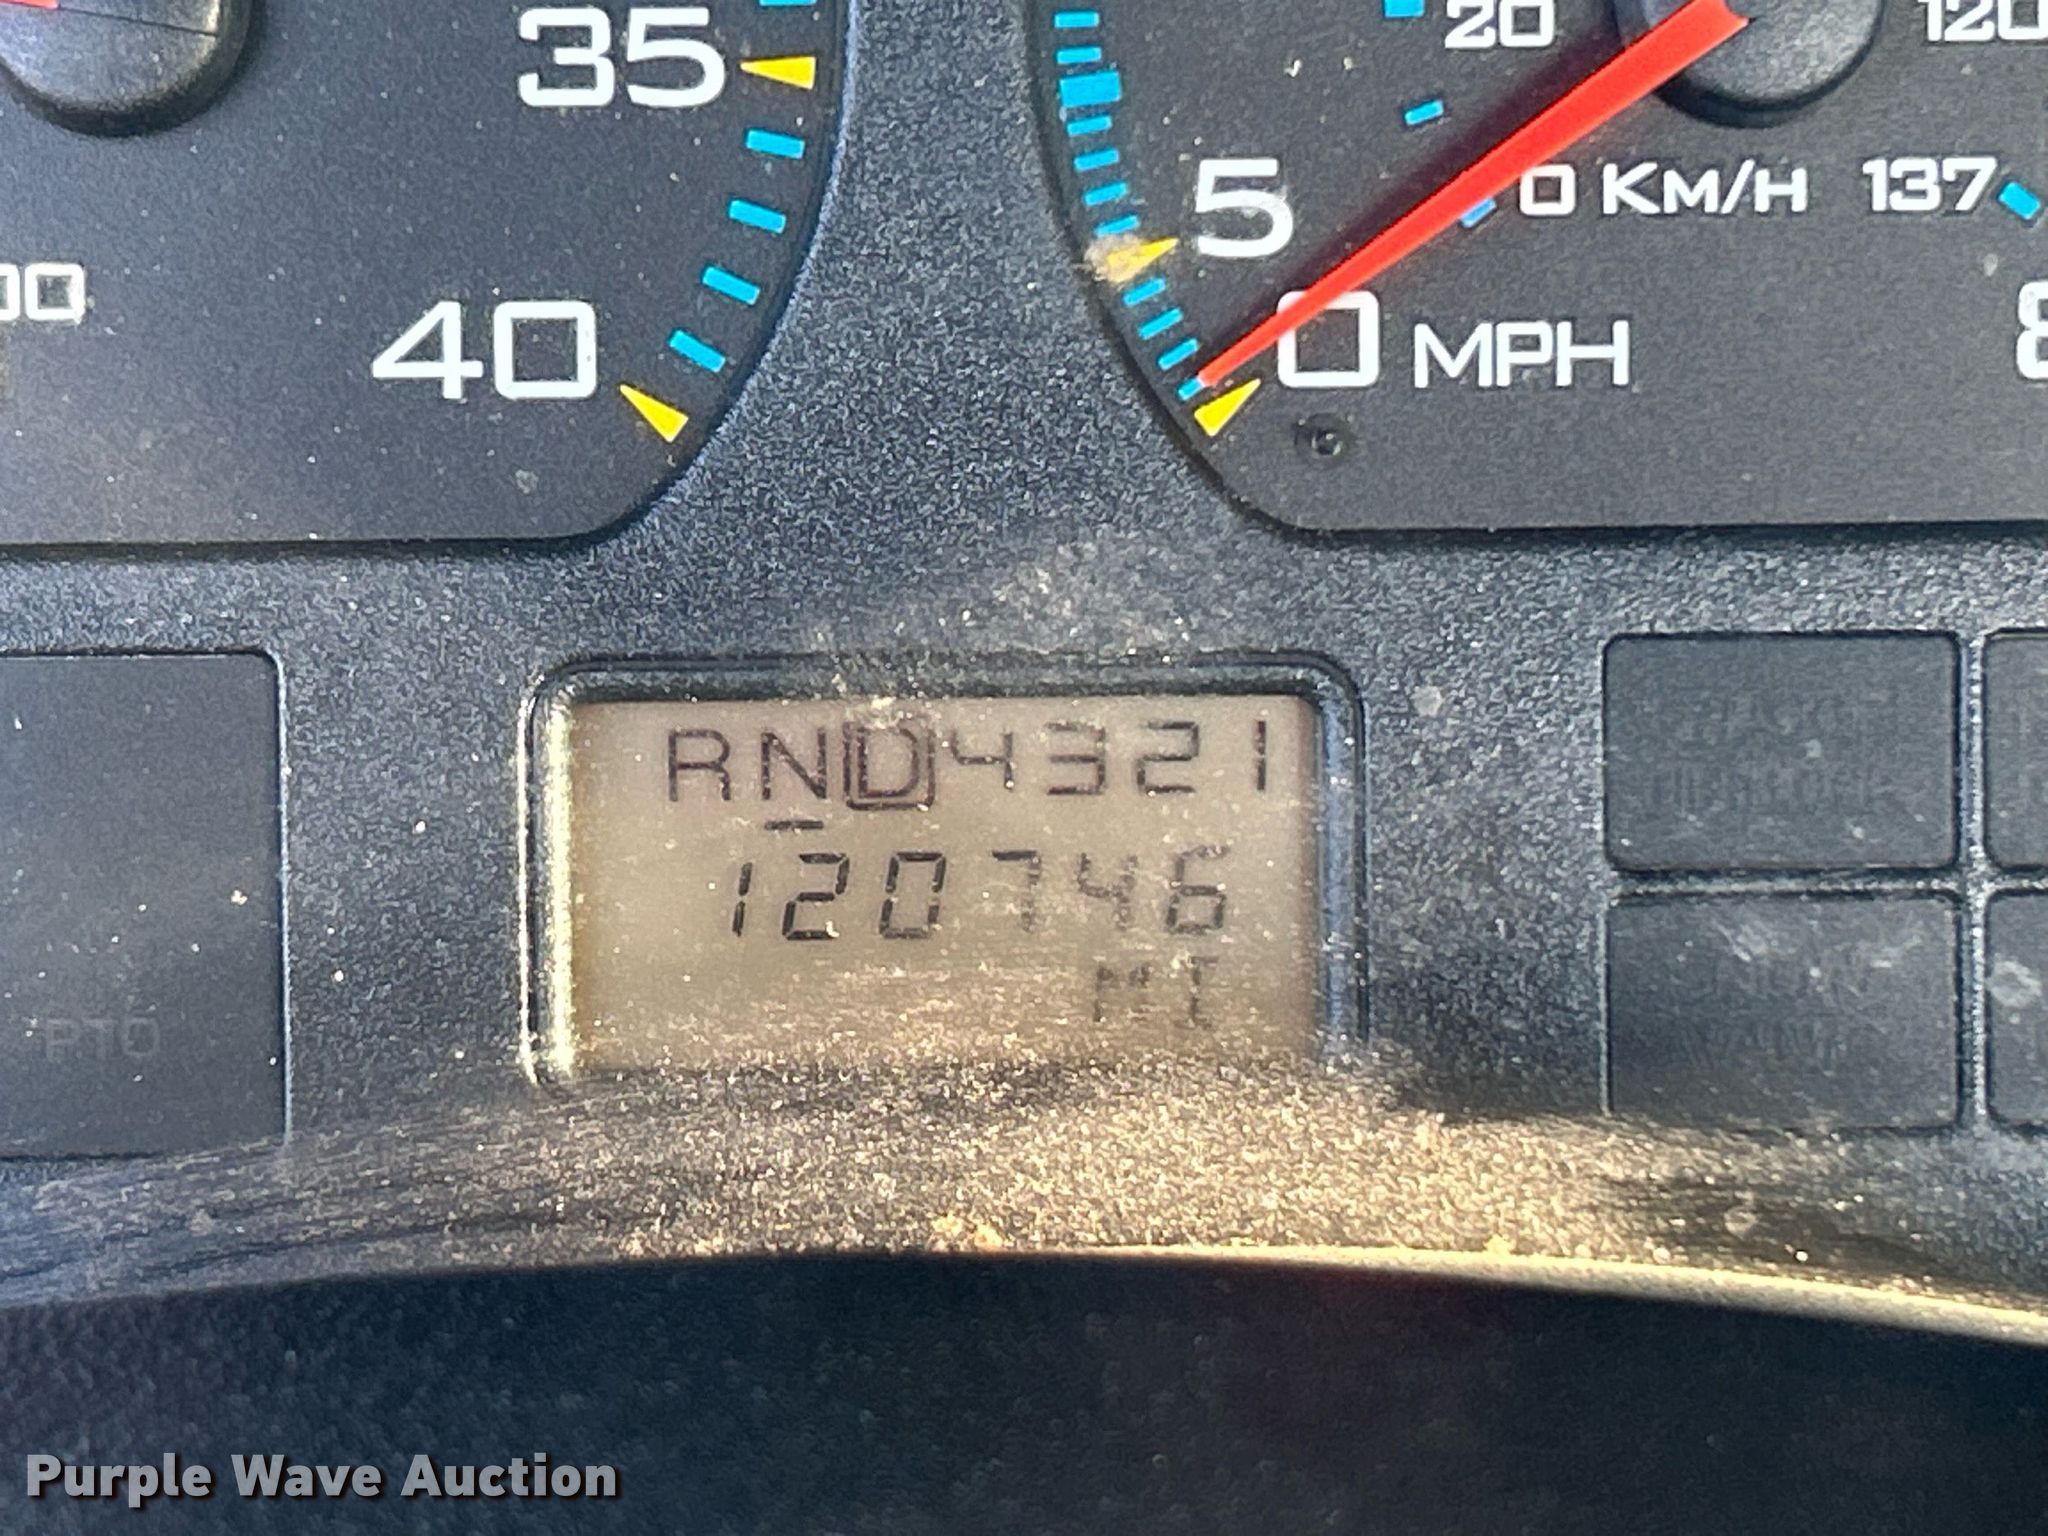 35
20
120
5
0 KM/H 137
40
0 MPH
RND4321
120746
MI
PTO
Purple Wave Auction